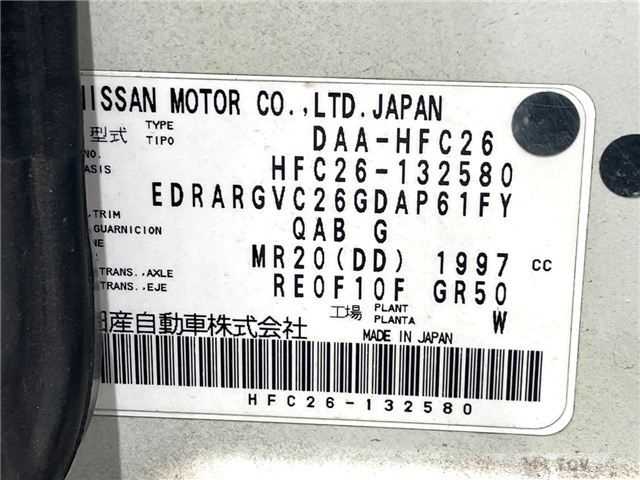 NISSAN MOTOR CO.,LTD.JAPAN
型式 TYPE TIPO DAA-HFC26
NO. ASIS HFC26-132580
EDRARGVC26GDAP61FY
,TRIM
GUARNICION QAB G
NE MR20(DD) 1997 CC
TRANS.,AXLE
TRANS.,EJE RE0F10F GR50
工場 PLANT PLANTA W
日産自動車株式会社 MADE IN JAPAN
HFC26-132580